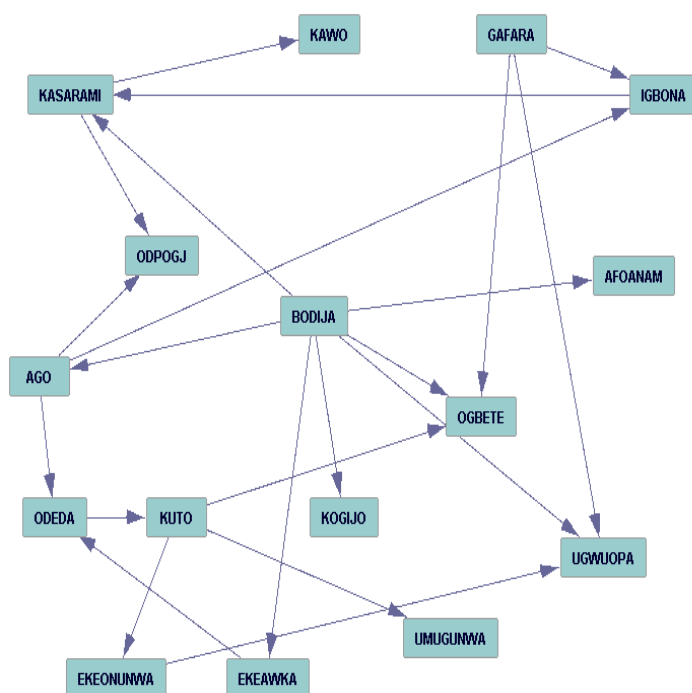 KAWO
GAFARA
KASARAMI
IGBONA
ODPOGJ
AFOANAM
BODIJA
AGO
OGBETE
ODEDA
KUTO
KOGIJO
UGWUOPA
UMUGUNWA
EKEONUNWA
EKEAWKA